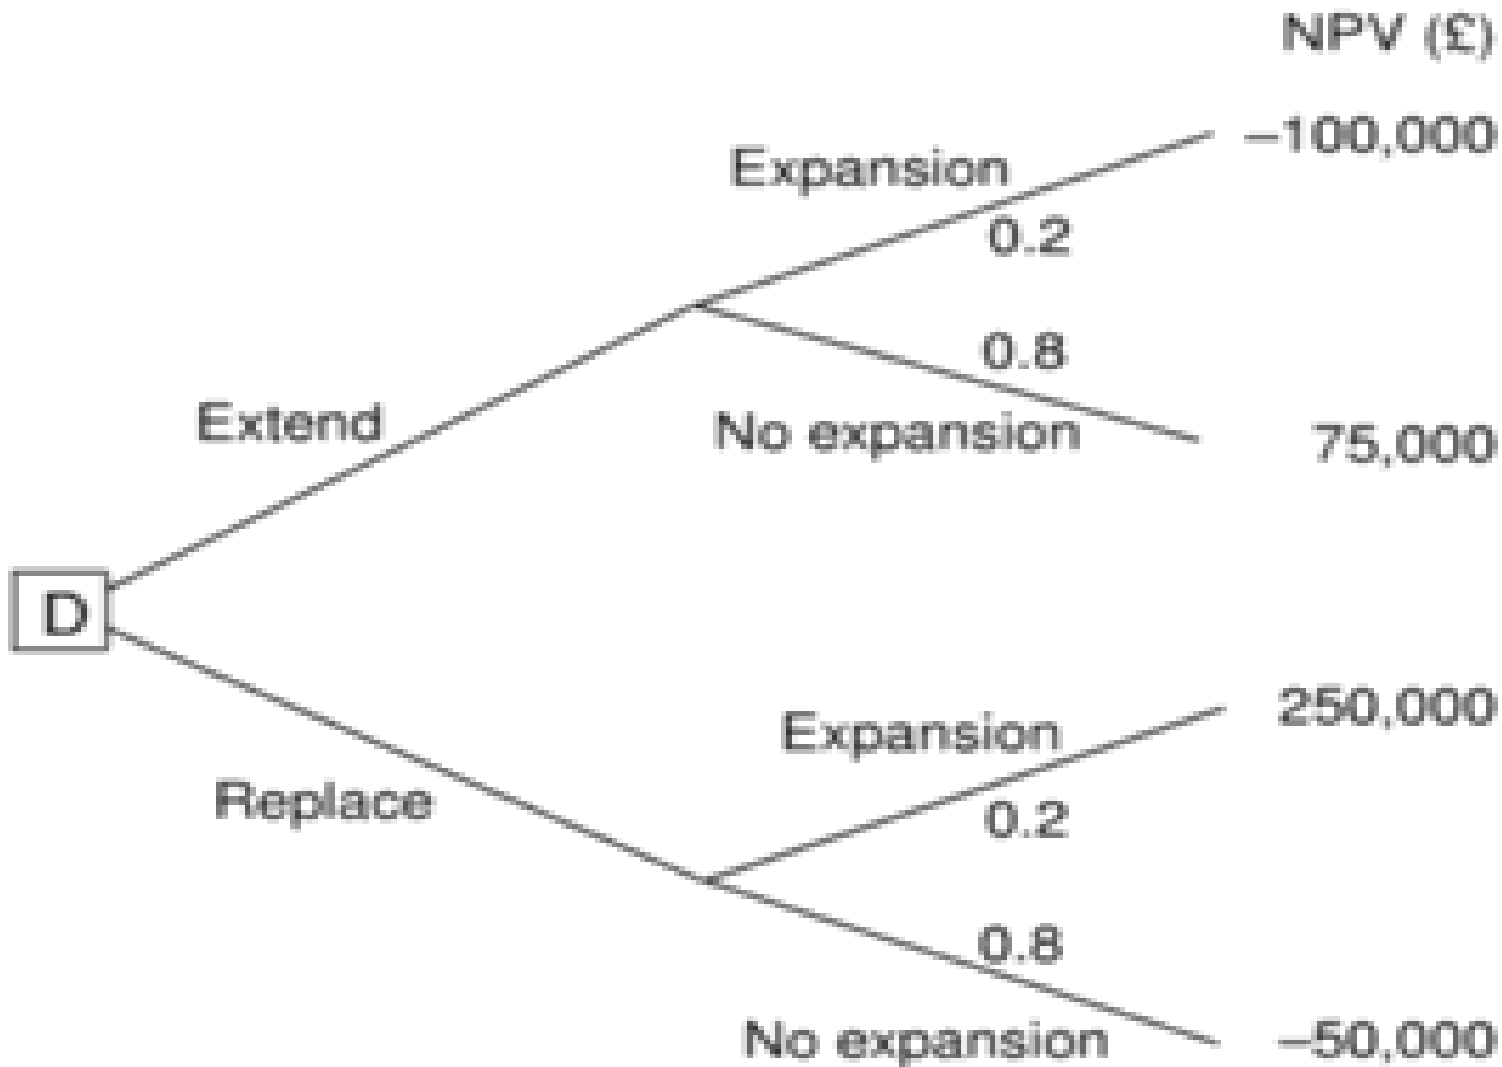 NPV (£)
–100,000
Expansion
0.2
0.8
No expansion
75,000
Extend
D
Replace
250,000
Expansion
0.2
0.8
No expansion
–50,000